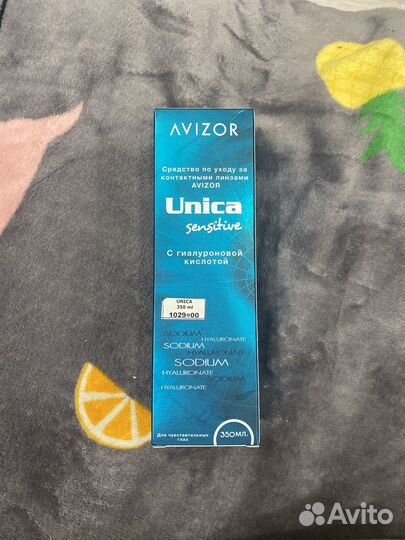 AVIZOR
Средство по уходу за
контактными линзами
AVIZOR
Unica
sensitive
С гиалуроновой
кислотой
UNICA
350 ml
1029=00
SODIUM
HYALURONATE
SODIUM
HYALURONATE
SODIUM
HYALURONATE
SODIUM
HYALURONATE
Для чувствительных
глаз
350МЛ.
Avito